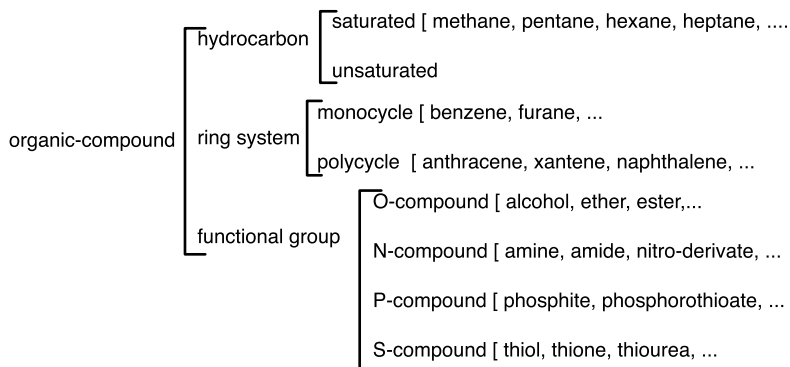 saturated [ methane, pentane, hexane, heptane, ....
hydrocarbon
unsaturated
monocycle [ benzene, furane, ...
organic-compound
ring system
polycycle [ anthracene, xantene, naphthalene, ...
O-compound [ alcohol, ether, ester,...
functional group
N-compound [ amine, amide, nitro-derivate, ...
P-compound [ phosphite, phosphorothioate, ...
S-compound [ thiol, thione, thiourea, ...